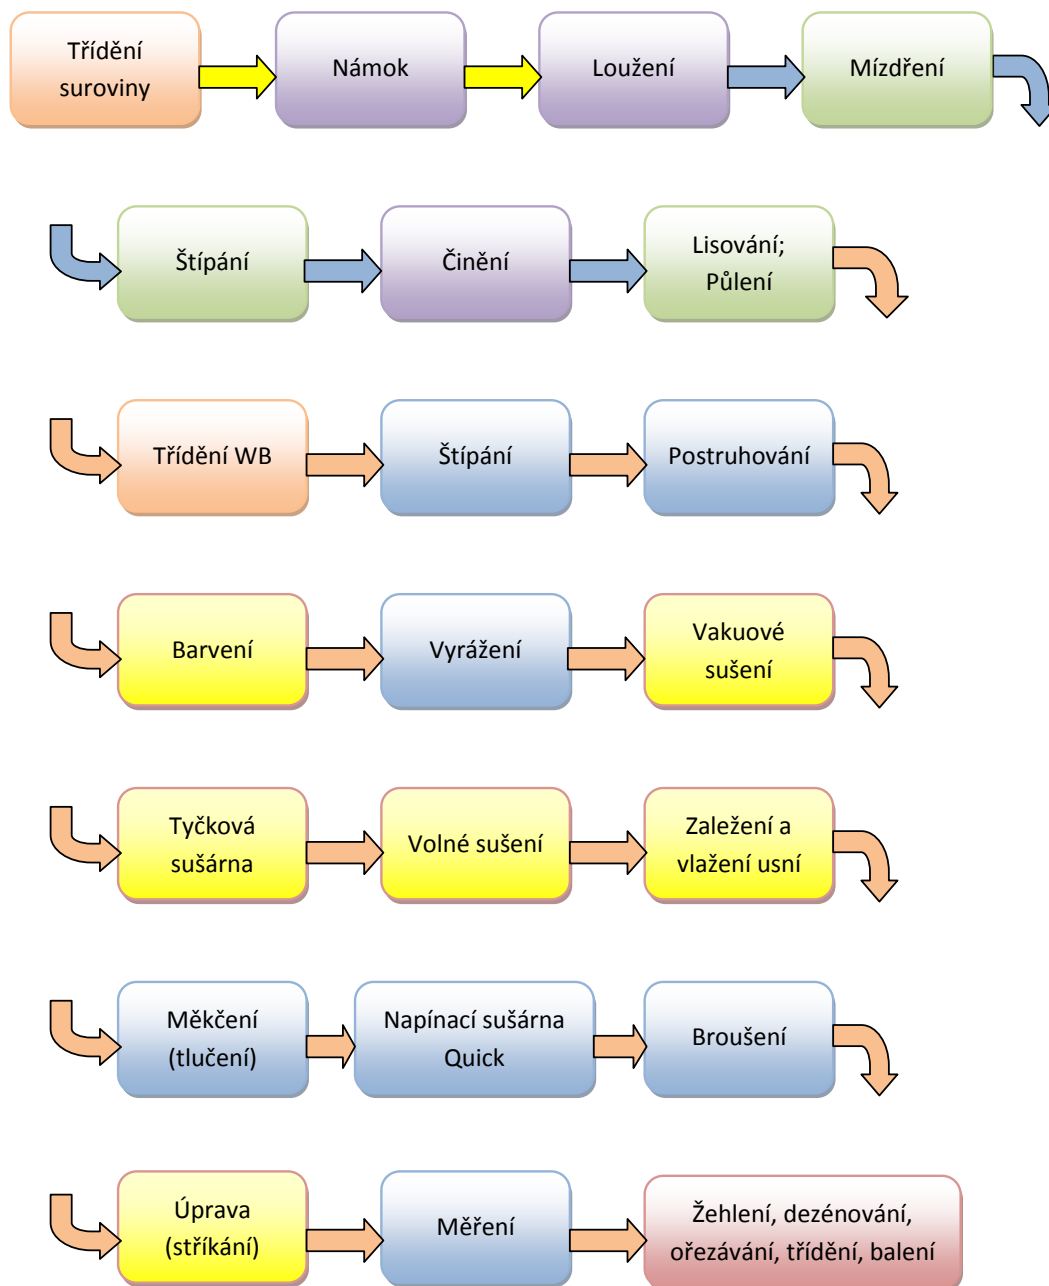 Třídění
suroviny
Námok
Loužení
Mízdření
Štípání
Činění
Lisování;
Půlení
Třídění WB
Štípání
Postruhování
Barvení
Vyrážení
Vakuové
sušení
Tyčková
sušárna
Volné sušení
Zaležení a
vlažení usní
Měkčení
(tlučení)
Napínací sušárna
Quick
Broušení
Úprava
(stříkání)
Měření
Žehlení, dezénování,
ořezávání, třídění, balení